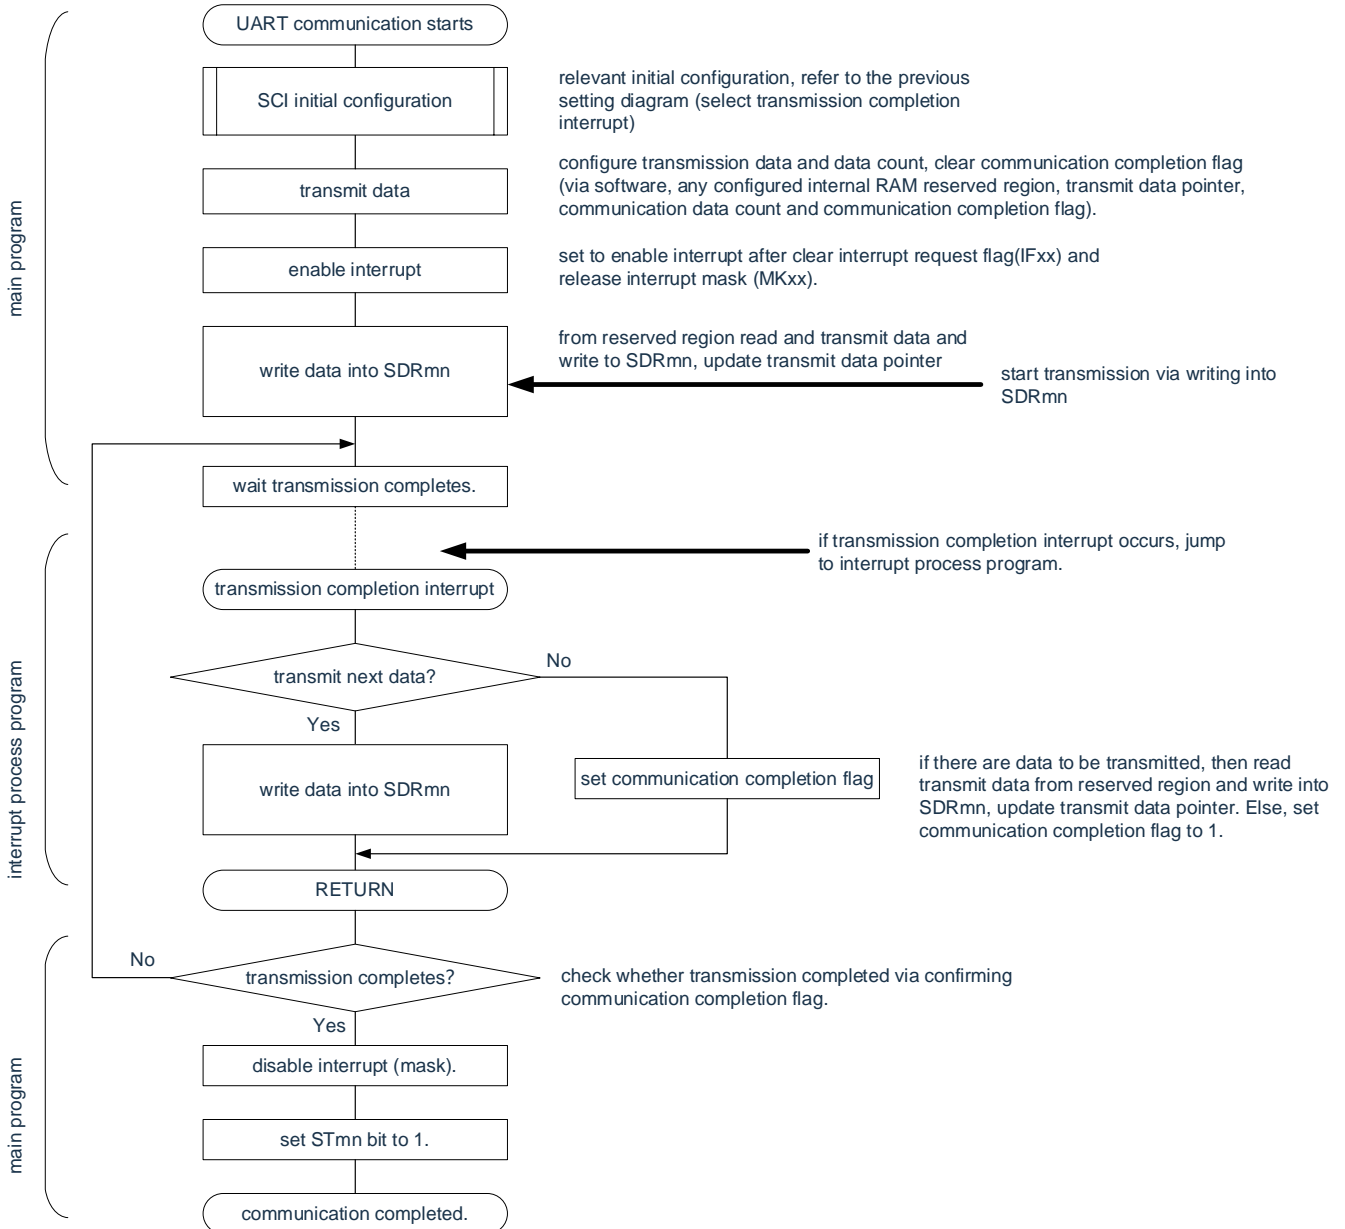 UART communication starts
main program
SCI initial configuration
relevant initial configuration, refer to the previous
setting diagram (select transmission completion
interrupt)
transmit data
configure transmission data and data count, clear communication completion flag
(via software, any configured internal RAM reserved region, transmit data pointer,
communication data count and communication completion flag).
enable interrupt
set to enable interrupt after clear interrupt request flag(IFxx) and
release interrupt mask (MKxx).
write data into SDRmn
from reserved region read and transmit data and
write to SDRmn, update transmit data pointer
start transmission via writing into
SDRmn
wait transmission completes.
interrupt process program
if transmission completion interrupt occurs, jump
to interrupt process program.
transmission completion interrupt
transmit next data?
No
Yes
write data into SDRmn
set communication completion flag
if there are data to be transmitted, then read
transmit data from reserved region and write into
SDRmn, update transmit data pointer. Else, set
communication completion flag to 1.
RETURN
main program
No
transmission completes?
check whether transmission completed via confirming
communication completion flag.
Yes
disable interrupt (mask).
set STmn bit to 1.
communication completed.